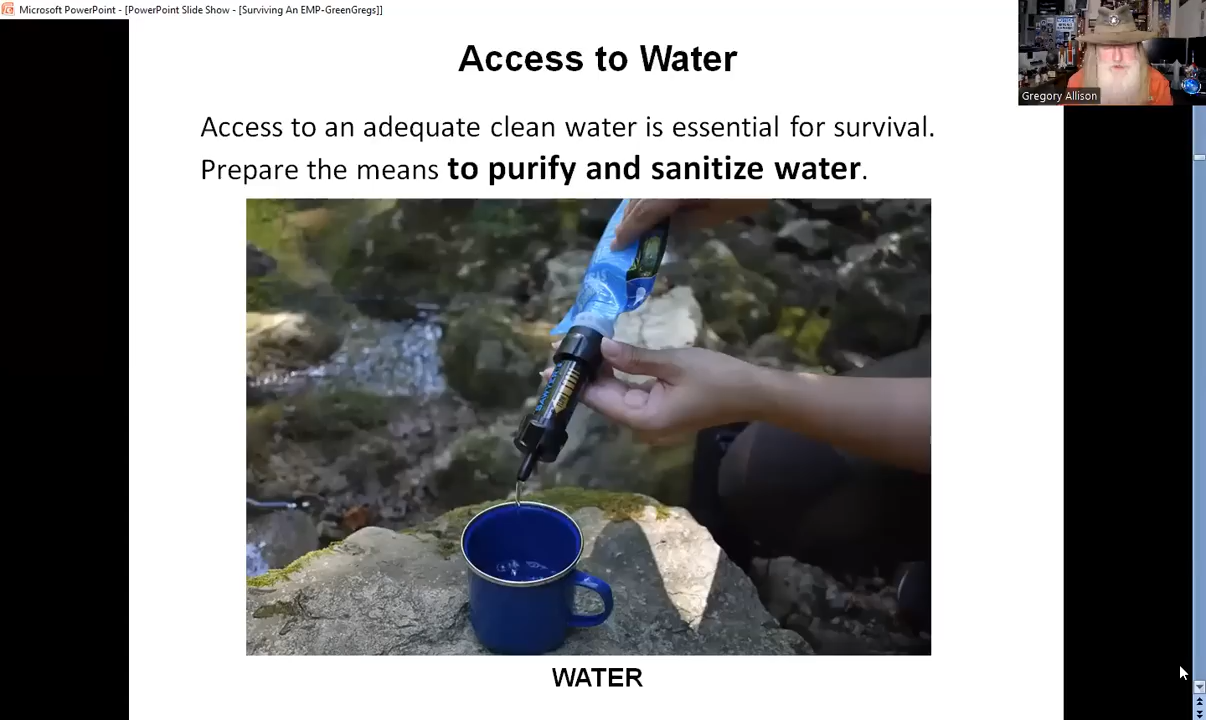 Microsoft PowerPoint - [PowerPoint Slide Show - [Surviving An EMP-GreenGregs]]
Access to Water
Gregory Allison
Access to an adequate clean water is essential for survival.
Prepare the means to purify and sanitize water.
SAWYER
WATER